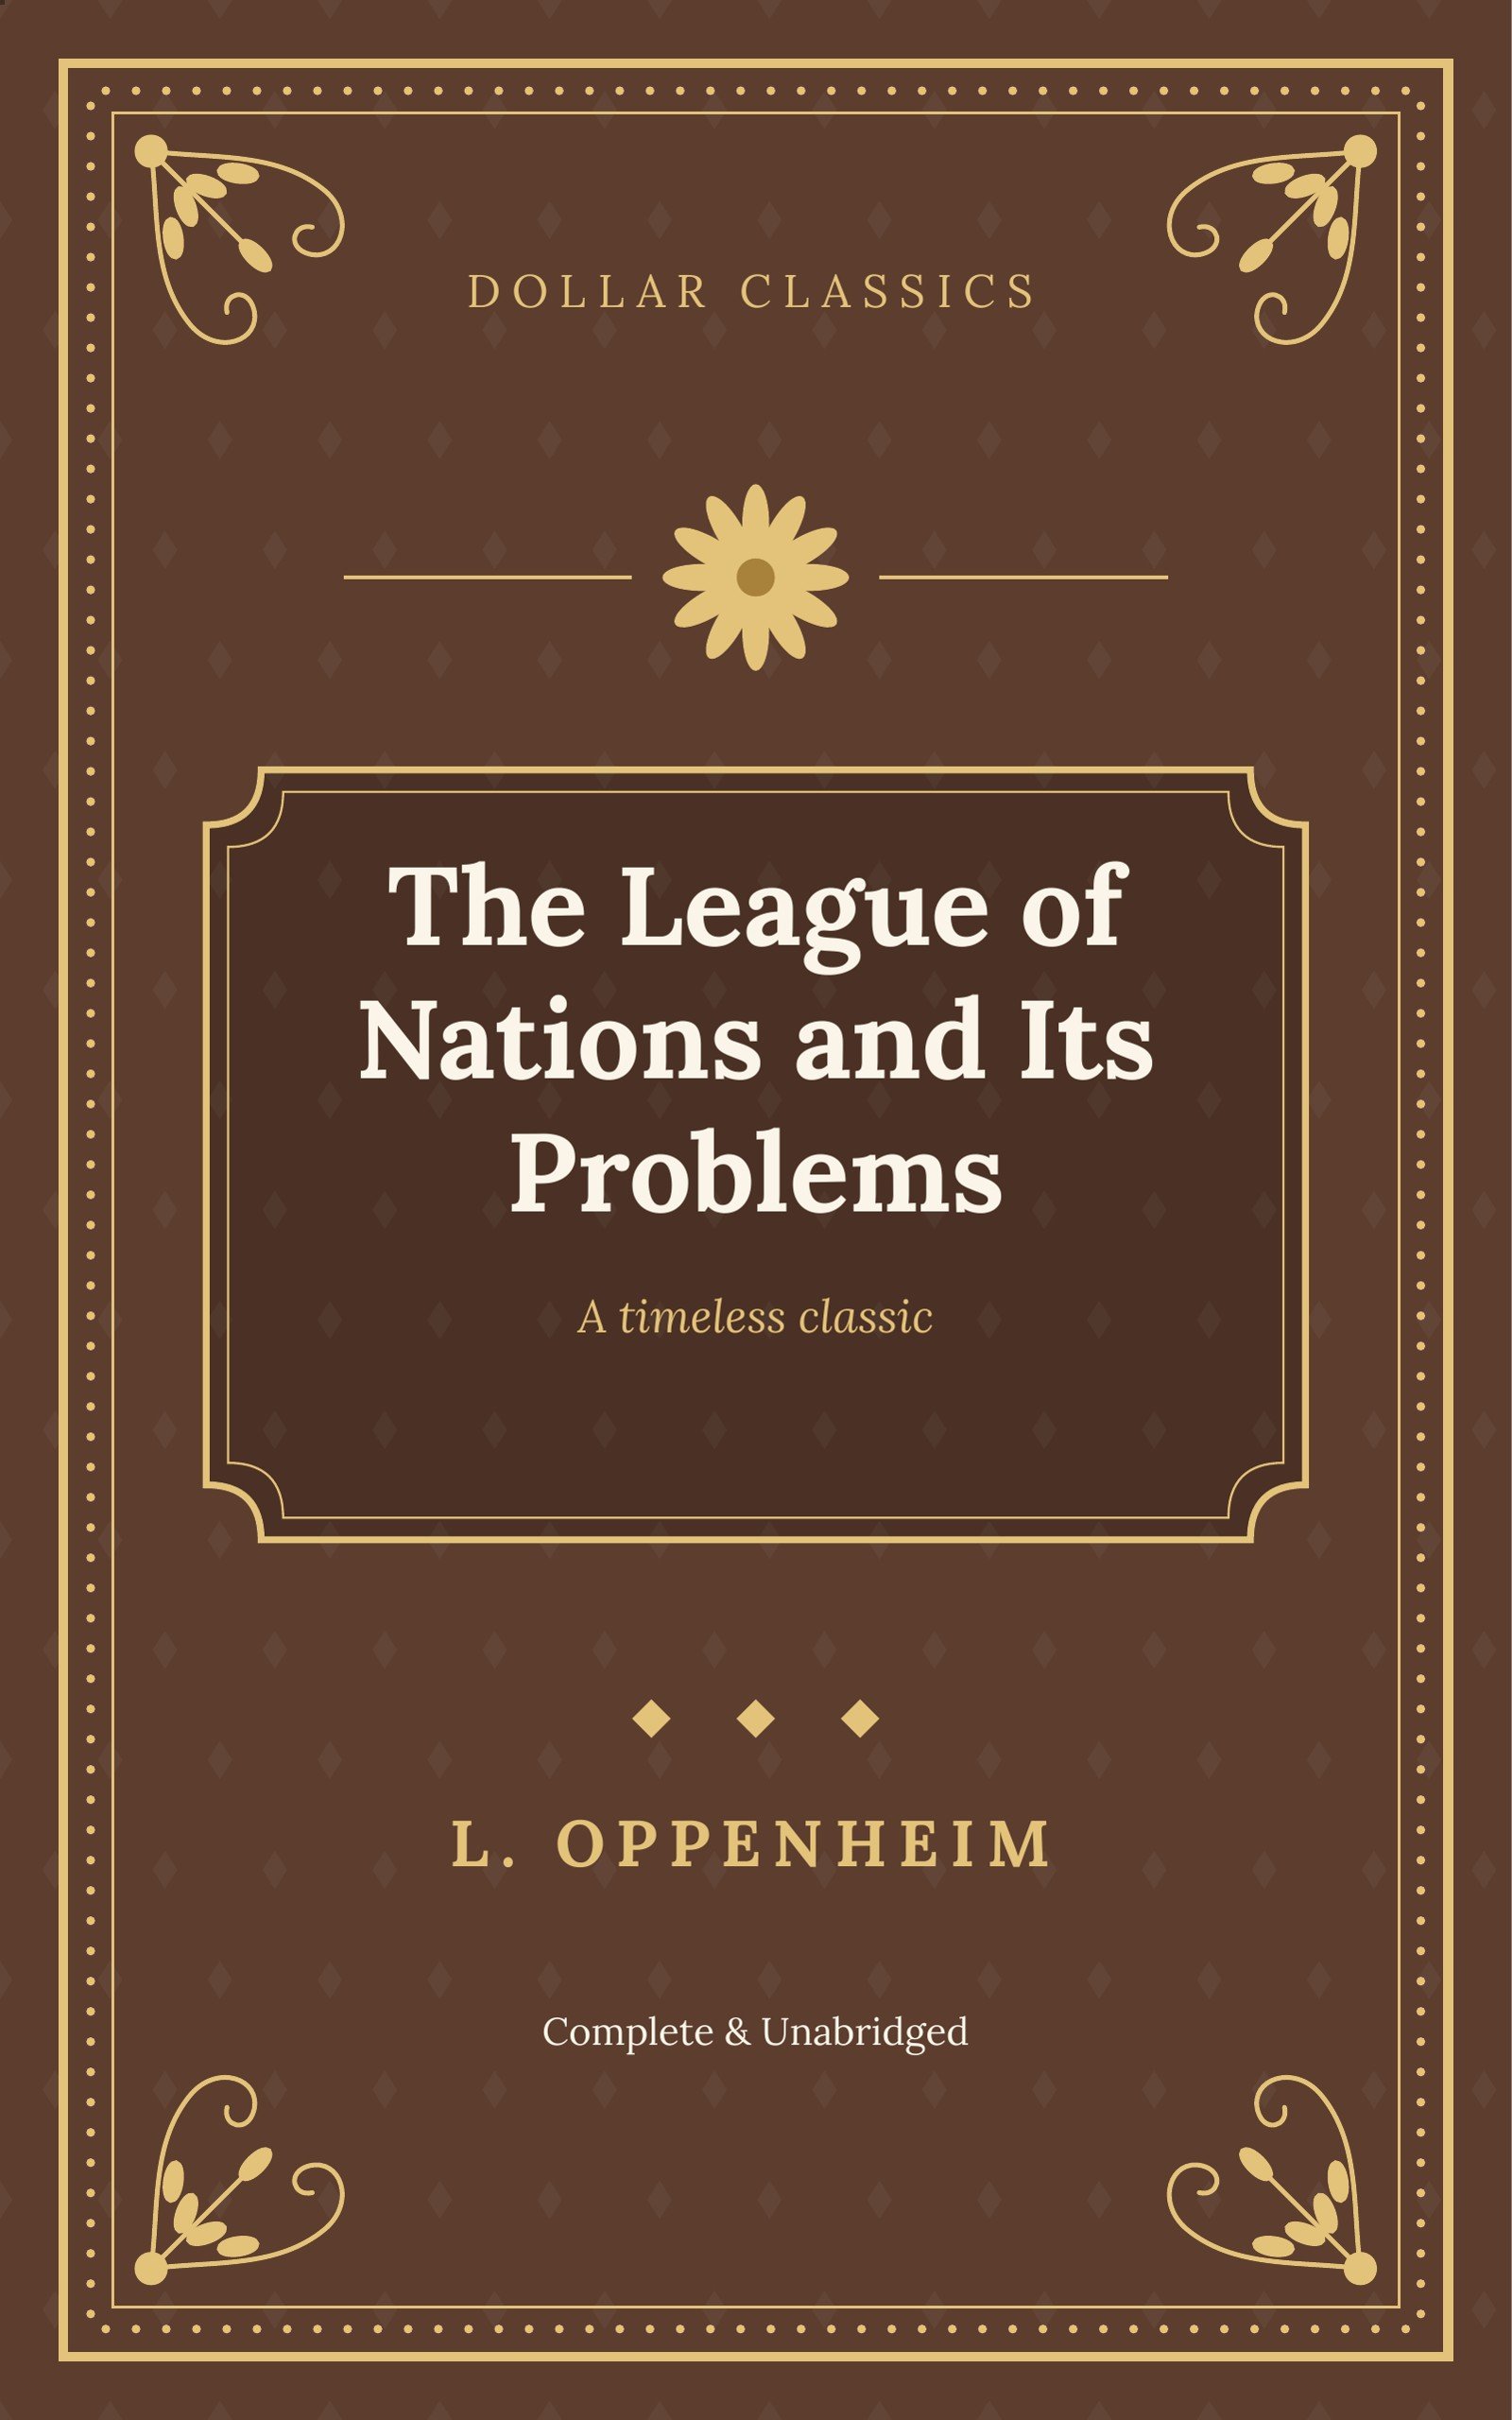 DOLLAR CLASSICS
The League of
Nations and Its
Problems
A timeless classic
L. OPPENHEIM
Complete & Unabridged